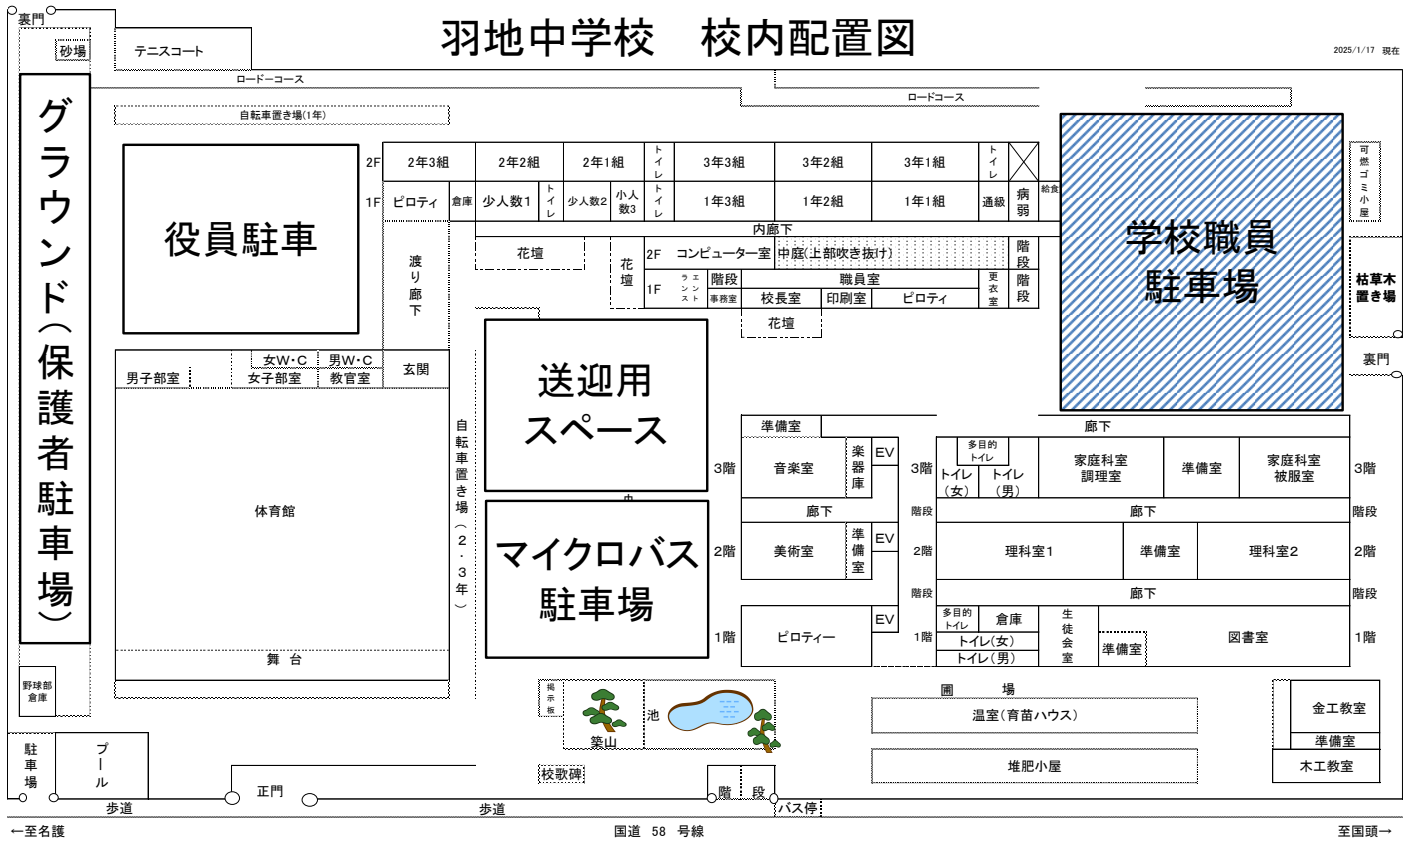 裏門
羽地中学校　校内配置図
2025/1/17　現在
砂場
テニスコート
ロードーコース
ロードコース
自転車置き場(1年)
グラウンド(保護者駐車場)
役員駐車
2F
2年3組
2年2組
2年1組
トイレ
3年3組
3年2組
3年1組
トイレ
1F
ピロティ
倉庫
少人数1
トイレ
少人数2
小人
数3
トイレ
1年3組
1年2組
1年1組
通級
病弱
給食
学校職員
駐車場
可燃ゴミ小屋
内廊下
渡り廊下
花壇
花壇
2F
コンピューター室
中庭(上部吹き抜け)
階段
1F
エントランス
階段
職員室
更衣室
階段
事務室
校長室
印刷室
ピロティ
花壇
枯草木
置き場
裏門
女W・C
男W・C
玄関
男子部室
女子部室
教官室
送迎用
スペース
自転車置き場(2・3年)
体育館
舞　台
マイクロバス
駐車場
準備室
3階
音楽室
楽器庫
EV
廊下
2階
美術室
準備室
EV
1階
ピロティー
EV
廊下
3階
多目的
トイレ
トイレ
(女)
トイレ
(男)
家庭科室
調理室
準備室
家庭科室
被服室
3階
階段
廊下
階段
2階
理科室1
準備室
理科室2
2階
階段
廊下
階段
1階
多目的
トイレ
倉庫
トイレ(女)
トイレ(男)
生徒会室
準備室
図書室
1階
野球部
倉庫
掲示板
築山
池
圃　　場
温室(育苗ハウス)
堆肥小屋
金工教室
準備室
木工教室
駐車場
プール
正門
校歌碑
階　段
バス停
歩道
歩道
←至名護
国道　58　号線
至国頭→